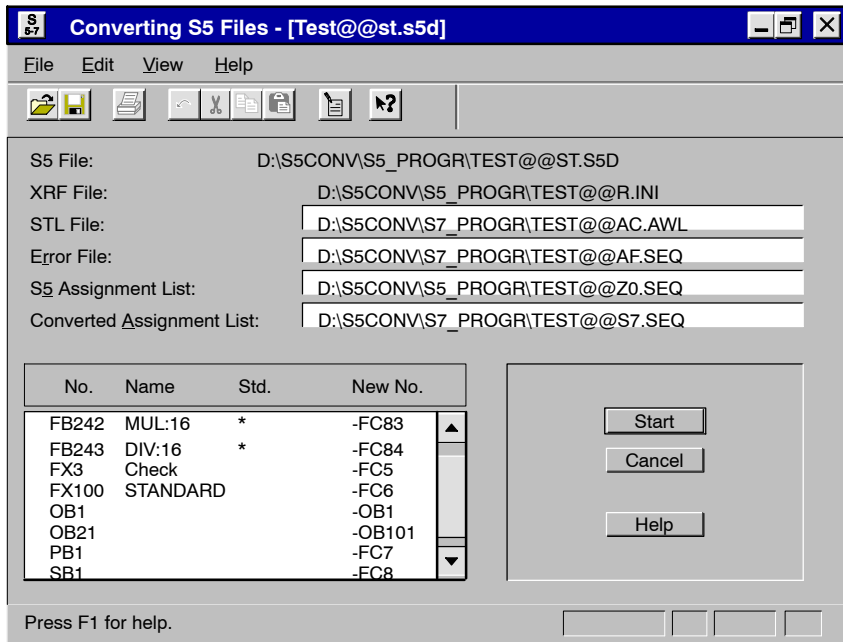 S 5-7 Converting S5 Files - [Test@@st.s5d]
File Edit View Help
S5 File: D:\S5CONV\S5_PROGR\TEST@@ST.S5D
XRF File: D:\S5CONV\S5_PROGR\TEST@@R.INI
STL File: D:\S5CONV\S7_PROGR\TEST@@AC.AWL
Error File: D:\S5CONV\S7_PROGR\TEST@@AF.SEQ
S5 Assignment List: D:\S5CONV\S5_PROGR\TEST@@Z0.SEQ
Converted Assignment List: D:\S5CONV\S7_PROGR\TEST@@S7.SEQ
No. Name Std. New No.
FB242 MUL:16 * -FC83
FB243 DIV:16 * -FC84
FX3 Check -FC5
FX100 STANDARD -FC6
OB1 -OB1
OB21 -OB101
PB1 -FC7
SB1 -FC8
Start
Cancel
Help
Press F1 for help.